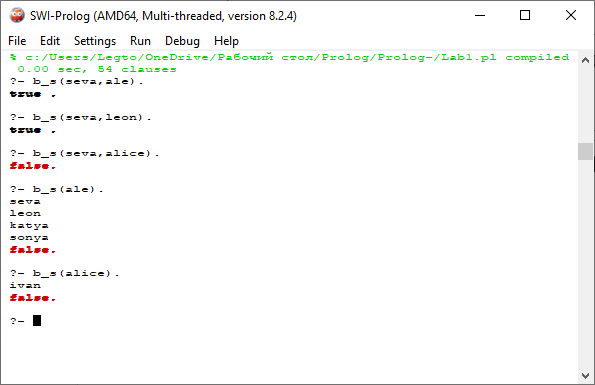 SWI-Prolog (AMD64, Multi-threaded, version 8.2.4)
File Edit Settings Run Debug Help
% c:/Users/Legto/OneDrive/Рабочий стол/Prolog/Prolog-/Lab1.pl compiled
0.00 sec, 54 clauses
?- b_s(seva,ale).
true .
?- b_s(seva,leon).
true .
?- b_s(seva,alice).
false.
?- b_s(ale).
seva
leon
katya
sonya
false.
?- b_s(alice).
ivan
false.
?-